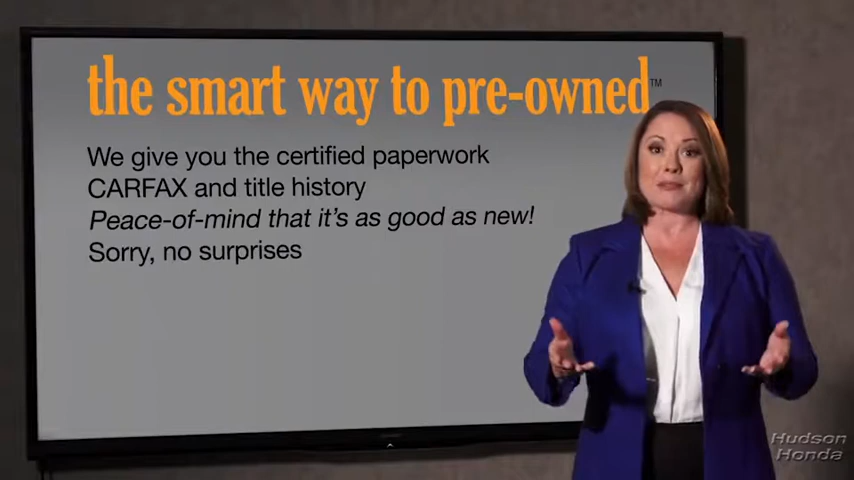 the smart way to pre-owned™
We give you the certified paperwork
CARFAX and title history
Peace-of-mind that it's as good as new!
Sorry, no surprises
Hudson
Honda